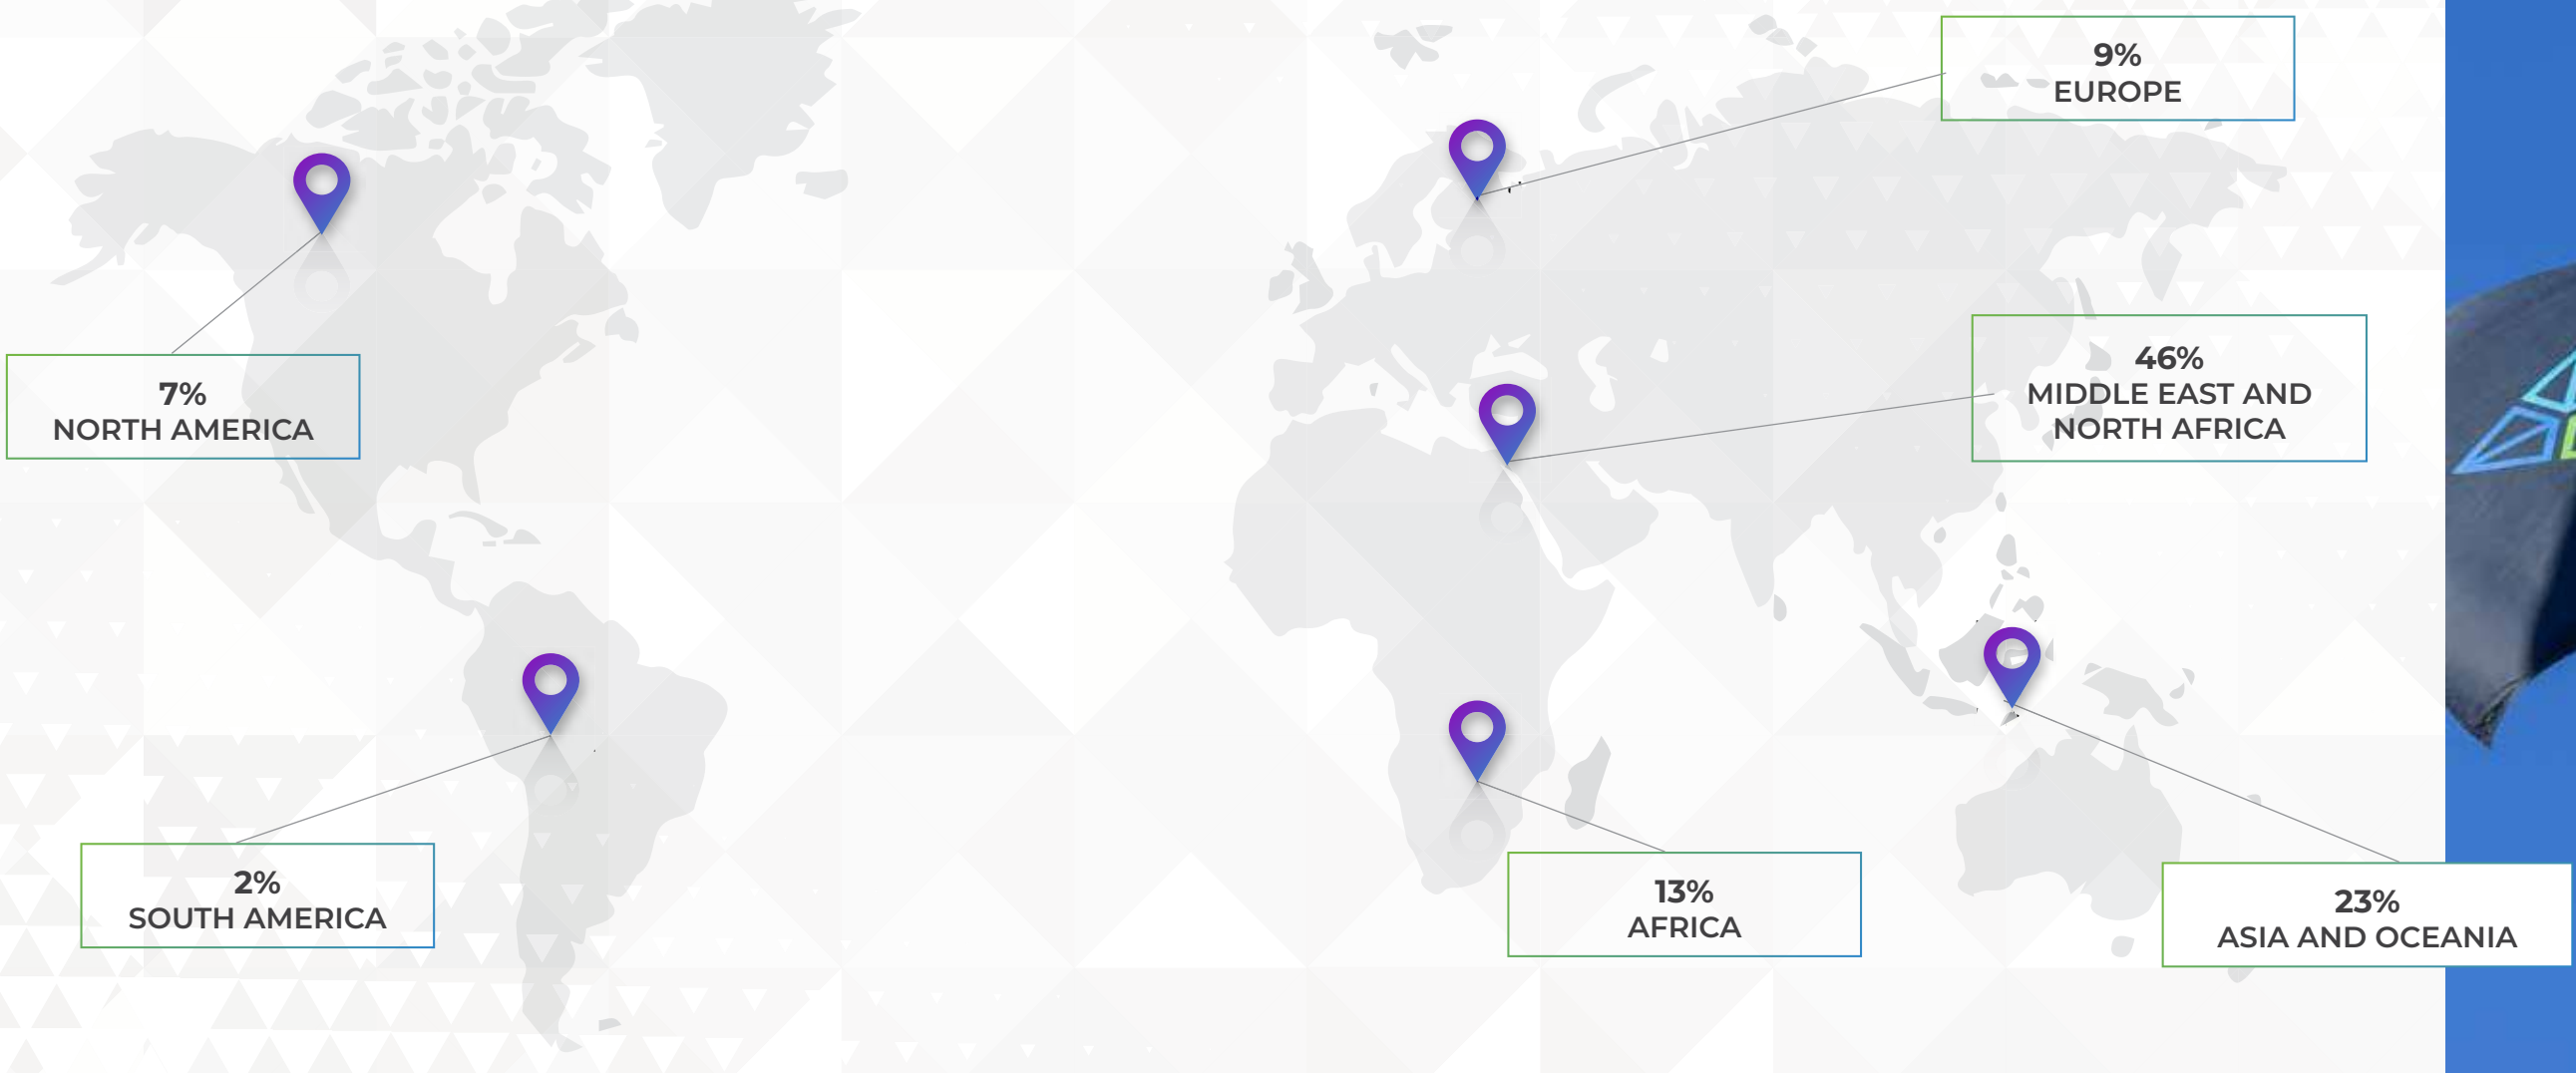 9%
EUROPE
7%
NORTH AMERICA
46%
MIDDLE EAST AND
NORTH AFRICA
2%
SOUTH AMERICA
13%
AFRICA
23%
ASIA AND OCEANIA